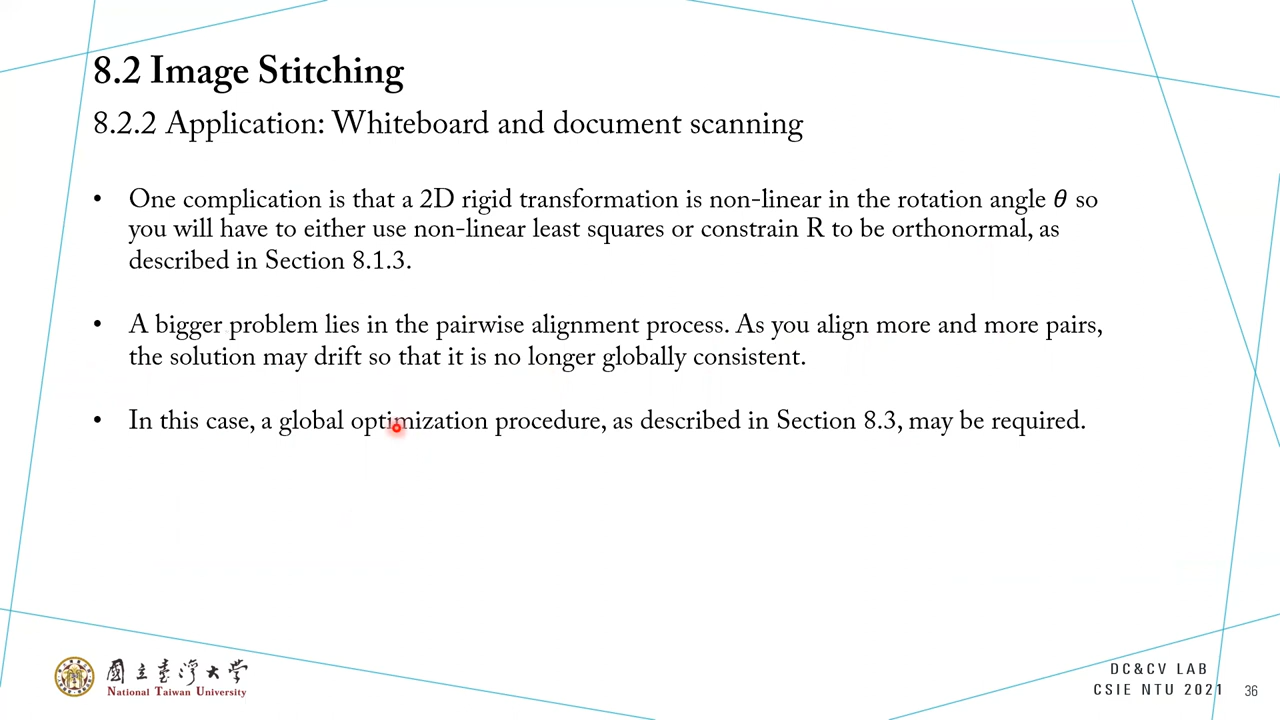 8.2 Image Stitching
8.2.2 Application: Whiteboard and document scanning
• One complication is that a 2D rigid transformation is non-linear in the rotation angle θ so
you will have to either use non-linear least squares or constrain R to be orthonormal, as
described in Section 8.1.3.
• A bigger problem lies in the pairwise alignment process. As you align more and more pairs,
the solution may drift so that it is no longer globally consistent.
• In this case, a global optimization procedure, as described in Section 8.3, may be required.
國立臺灣大學
National Taiwan University
DC&CV LAB
CSIE NTU 2021
36